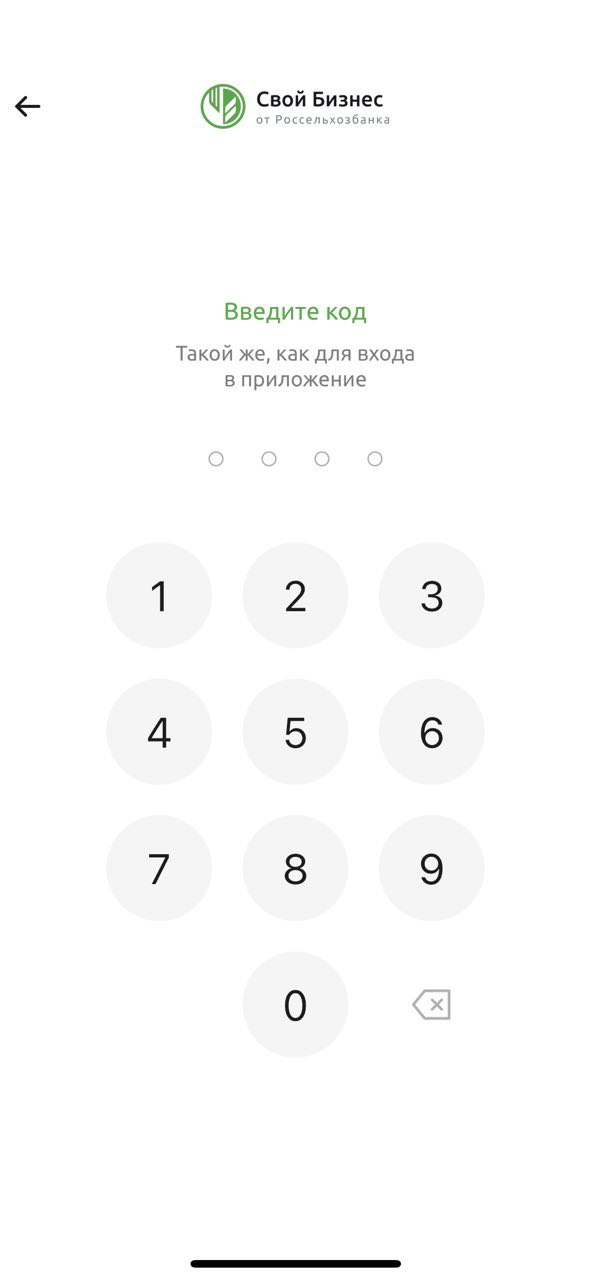 Свой Бизнес
от Россельхозбанка
Введите код
Такой же, как для входа
в приложение
1 2 3
4 5 6
7 8 9
0